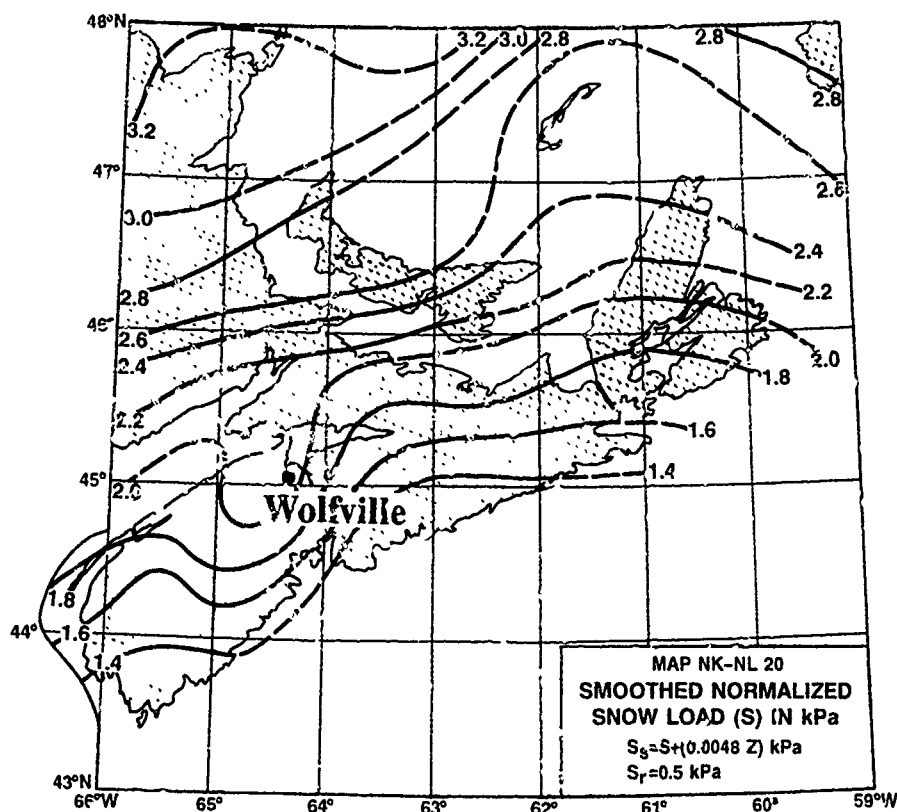 48°N
3.2 3.0 2.8
2.8
2.8
3.2
47°
2.6
3.0
2.4
2.8
2.2
46°
2.6
2.0
2.4
1.8
2.2
1.6
2.0
45°
1.4
Wolfville
1.8
1.6
44°
1.4
MAP NK-NL 20
SMOOTHED NORMALIZED
SNOW LOAD (S) IN kPa
Ss=S+(0.0048 Z) kPa
Sr=0.5 kPa
43°N
66°W 65° 64° 63° 62° 61° 60° 59°W